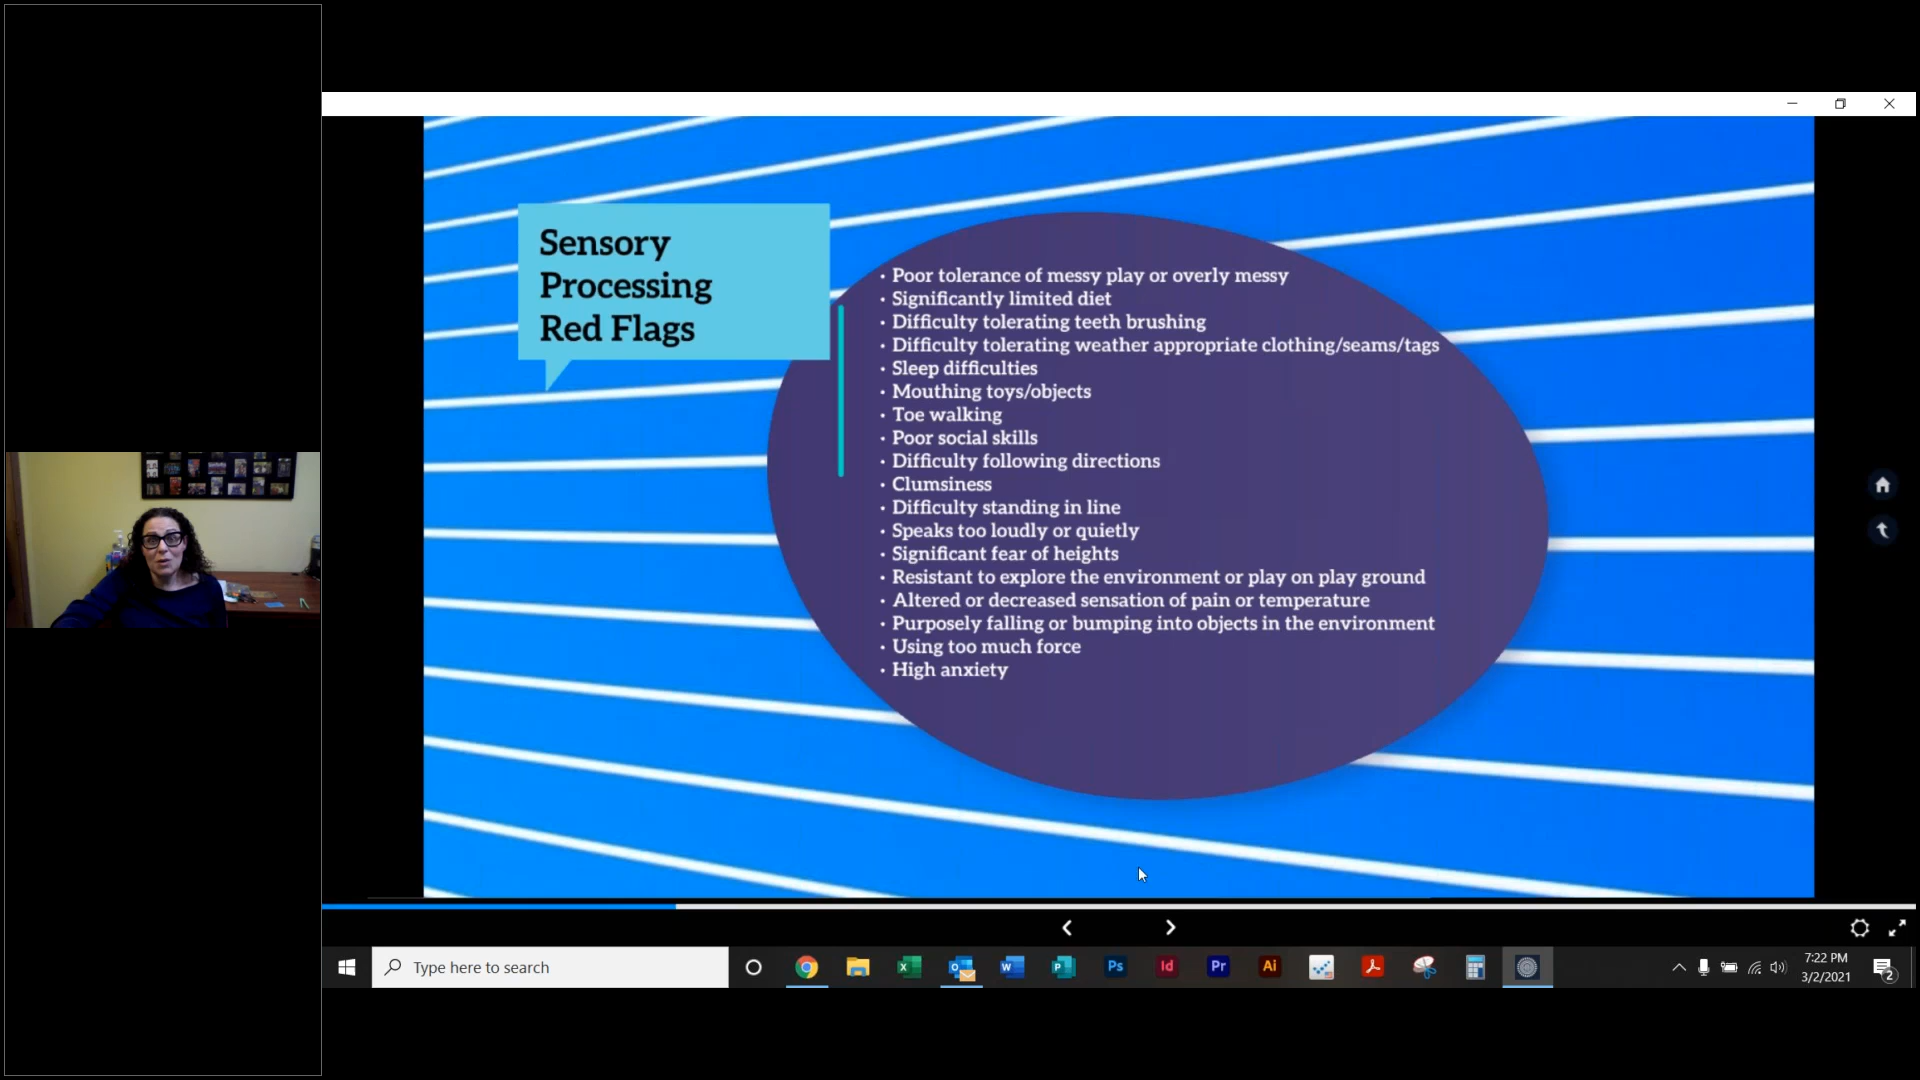 Sensory
Processing
Red Flags
• Poor tolerance of messy play or overly messy
• Significantly limited diet
• Difficulty tolerating teeth brushing
• Difficulty tolerating weather appropriate clothing/seams/tags
• Sleep difficulties
• Mouthing toys/objects
• Toe walking
• Poor social skills
• Difficulty following directions
• Clumsiness
• Difficulty standing in line
• Speaks too loudly or quietly
• Significant fear of heights
• Resistant to explore the environment or play on play ground
• Altered or decreased sensation of pain or temperature
• Purposely falling or bumping into objects in the environment
• Using too much force
• High anxiety
Type here to search
Ps
Id
Pr
Ai
7:22 PM
3/2/2021
2